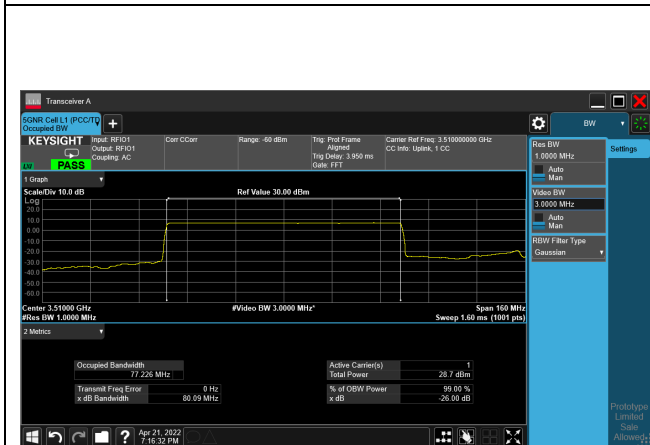 Transceiver A
5GNR Cell L1 (PCC/TD
Occupied BW
+
BW
KEYSIGHT
Input: RFIO1
Output: RFIO1
Coupling: AC
Corr CCorr
Range: -60 dBm
Trig: Prot Frame
Aligned
Trig Delay: 3.950 ms
Gate: FFT
Carrier Ref Freq: 3.510000000 GHz
CC Info: Uplink, 1 CC
PASS
1 Graph
Scale/Div 10.0 dB
Ref Value 30.00 dBm
Log
20.0
10.0
0.00
-10.0
-20.0
-30.0
-40.0
-50.0
-60.0
Center 3.51000 GHz
#Video BW 3.0000 MHz*
Span 160 MHz
#Res BW 1.0000 MHz
Sweep 1.60 ms (1001 pts)
2 Metrics
Occupied Bandwidth
77.226 MHz
Transmit Freq Error 0 Hz
x dB Bandwidth 80.09 MHz
Active Carrier(s) 1
Total Power 28.7 dBm
% of OBW Power 99.00 %
x dB -26.00 dB
Res BW
1.0000 MHz
Auto
Man
Video BW
3.0000 MHz
Auto
Man
RBW Filter Type
Gaussian
Settings
Prototype
Limited
Sale
Allowed
?
Apr 21, 2022
7:16:32 PM